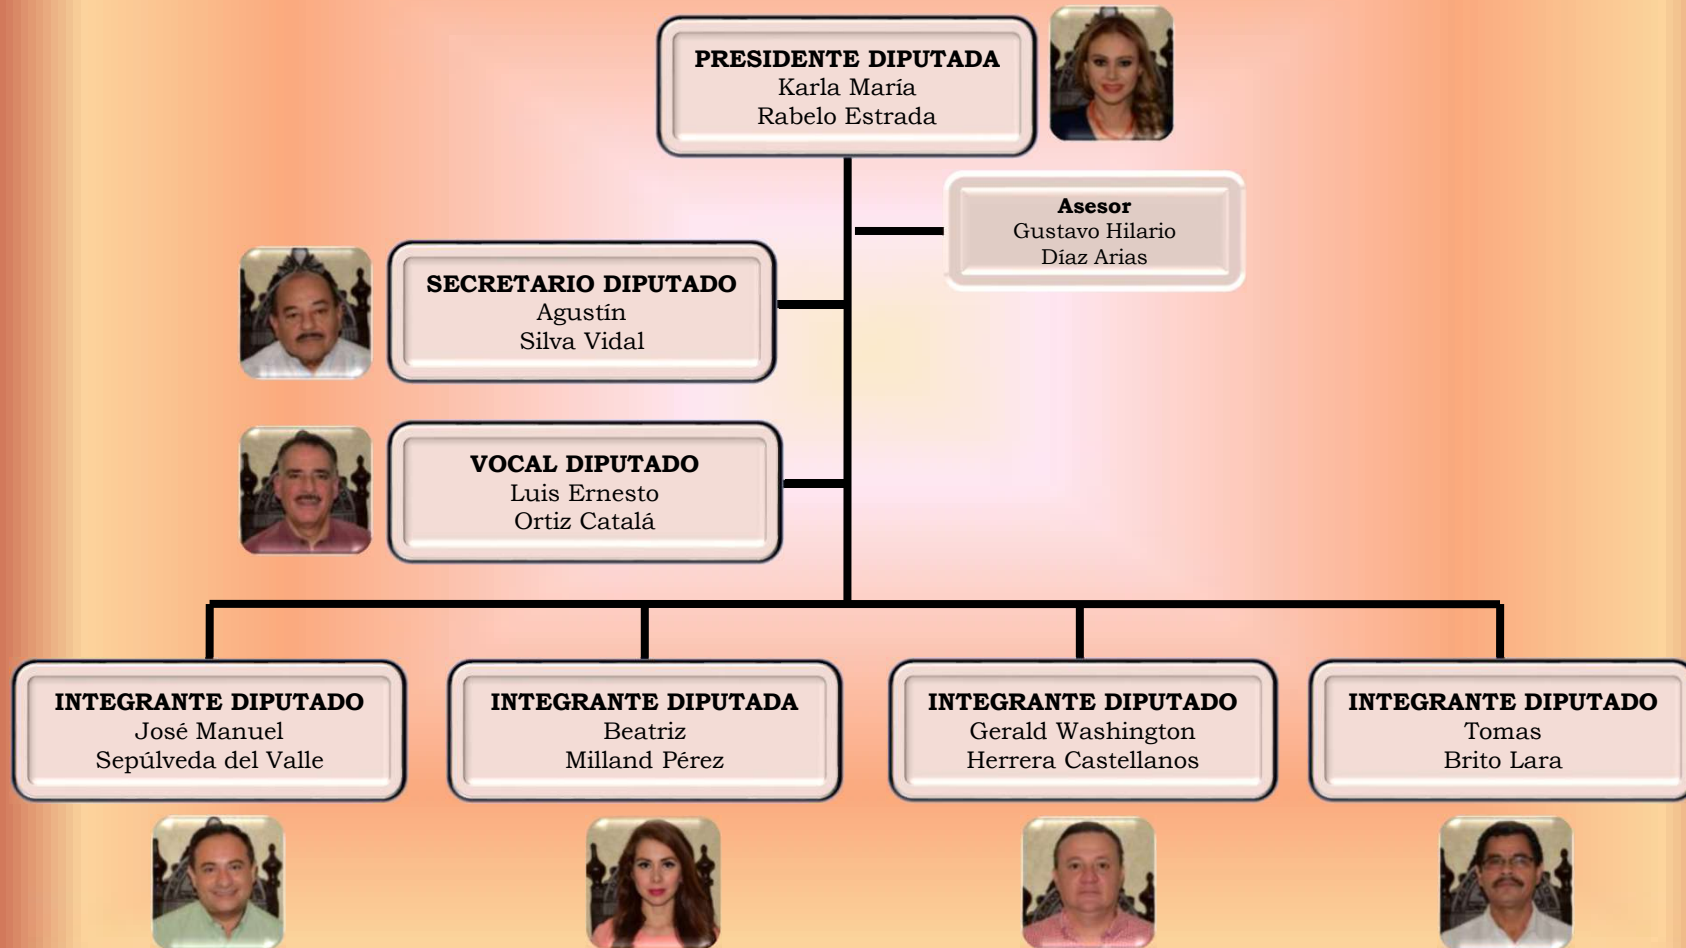 PRESIDENTE DIPUTADA
Karla María
Rabelo Estrada
Asesor
Gustavo Hilario
Díaz Arias
SECRETARIO DIPUTADO
Agustín
Silva Vidal
VOCAL DIPUTADO
Luis Ernesto
Ortiz Catalá
INTEGRANTE DIPUTADO
José Manuel
Sepúlveda del Valle
INTEGRANTE DIPUTADA
Beatriz
Milland Pérez
INTEGRANTE DIPUTADO
Gerald Washington
Herrera Castellanos
INTEGRANTE DIPUTADO
Tomas
Brito Lara